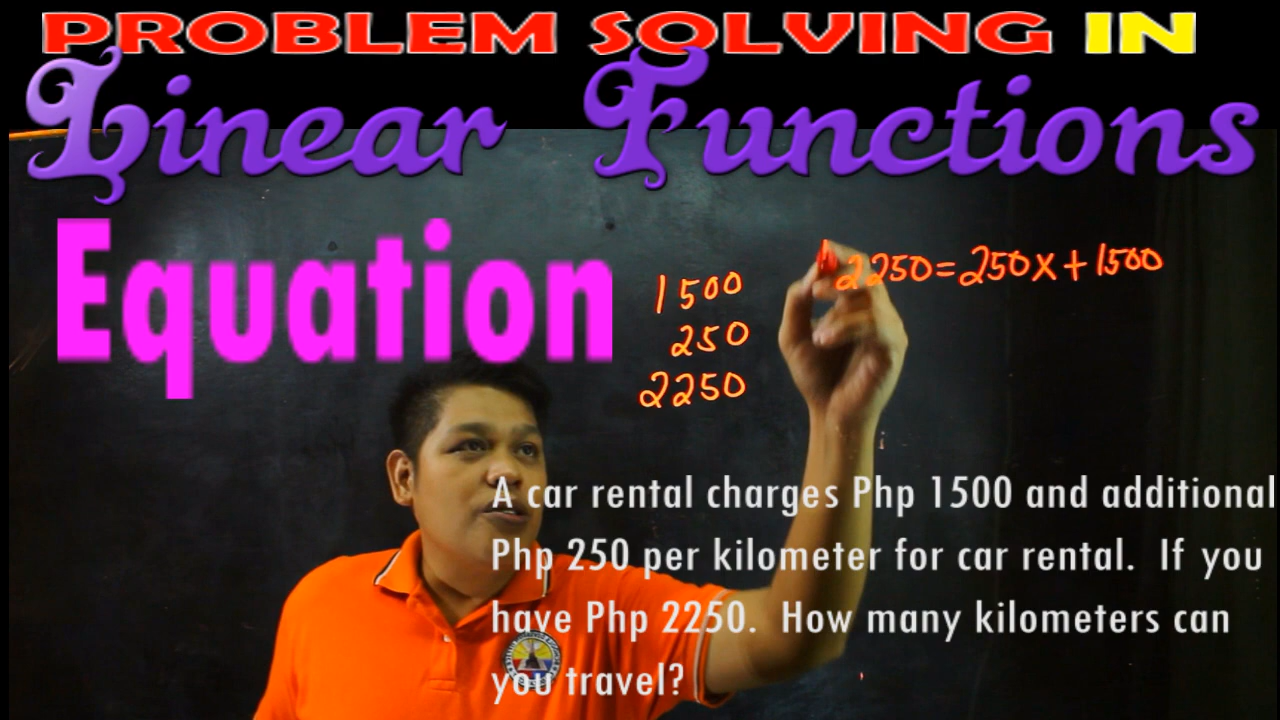 PROBLEM SOLVING IN
Linear Functions
Equation
1500
250
2250
2250=250x+1500
A car rental charges Php 1500 and additional
Php 250 per kilometer for car rental. If you
have Php 2250. How many kilometers can
you travel?